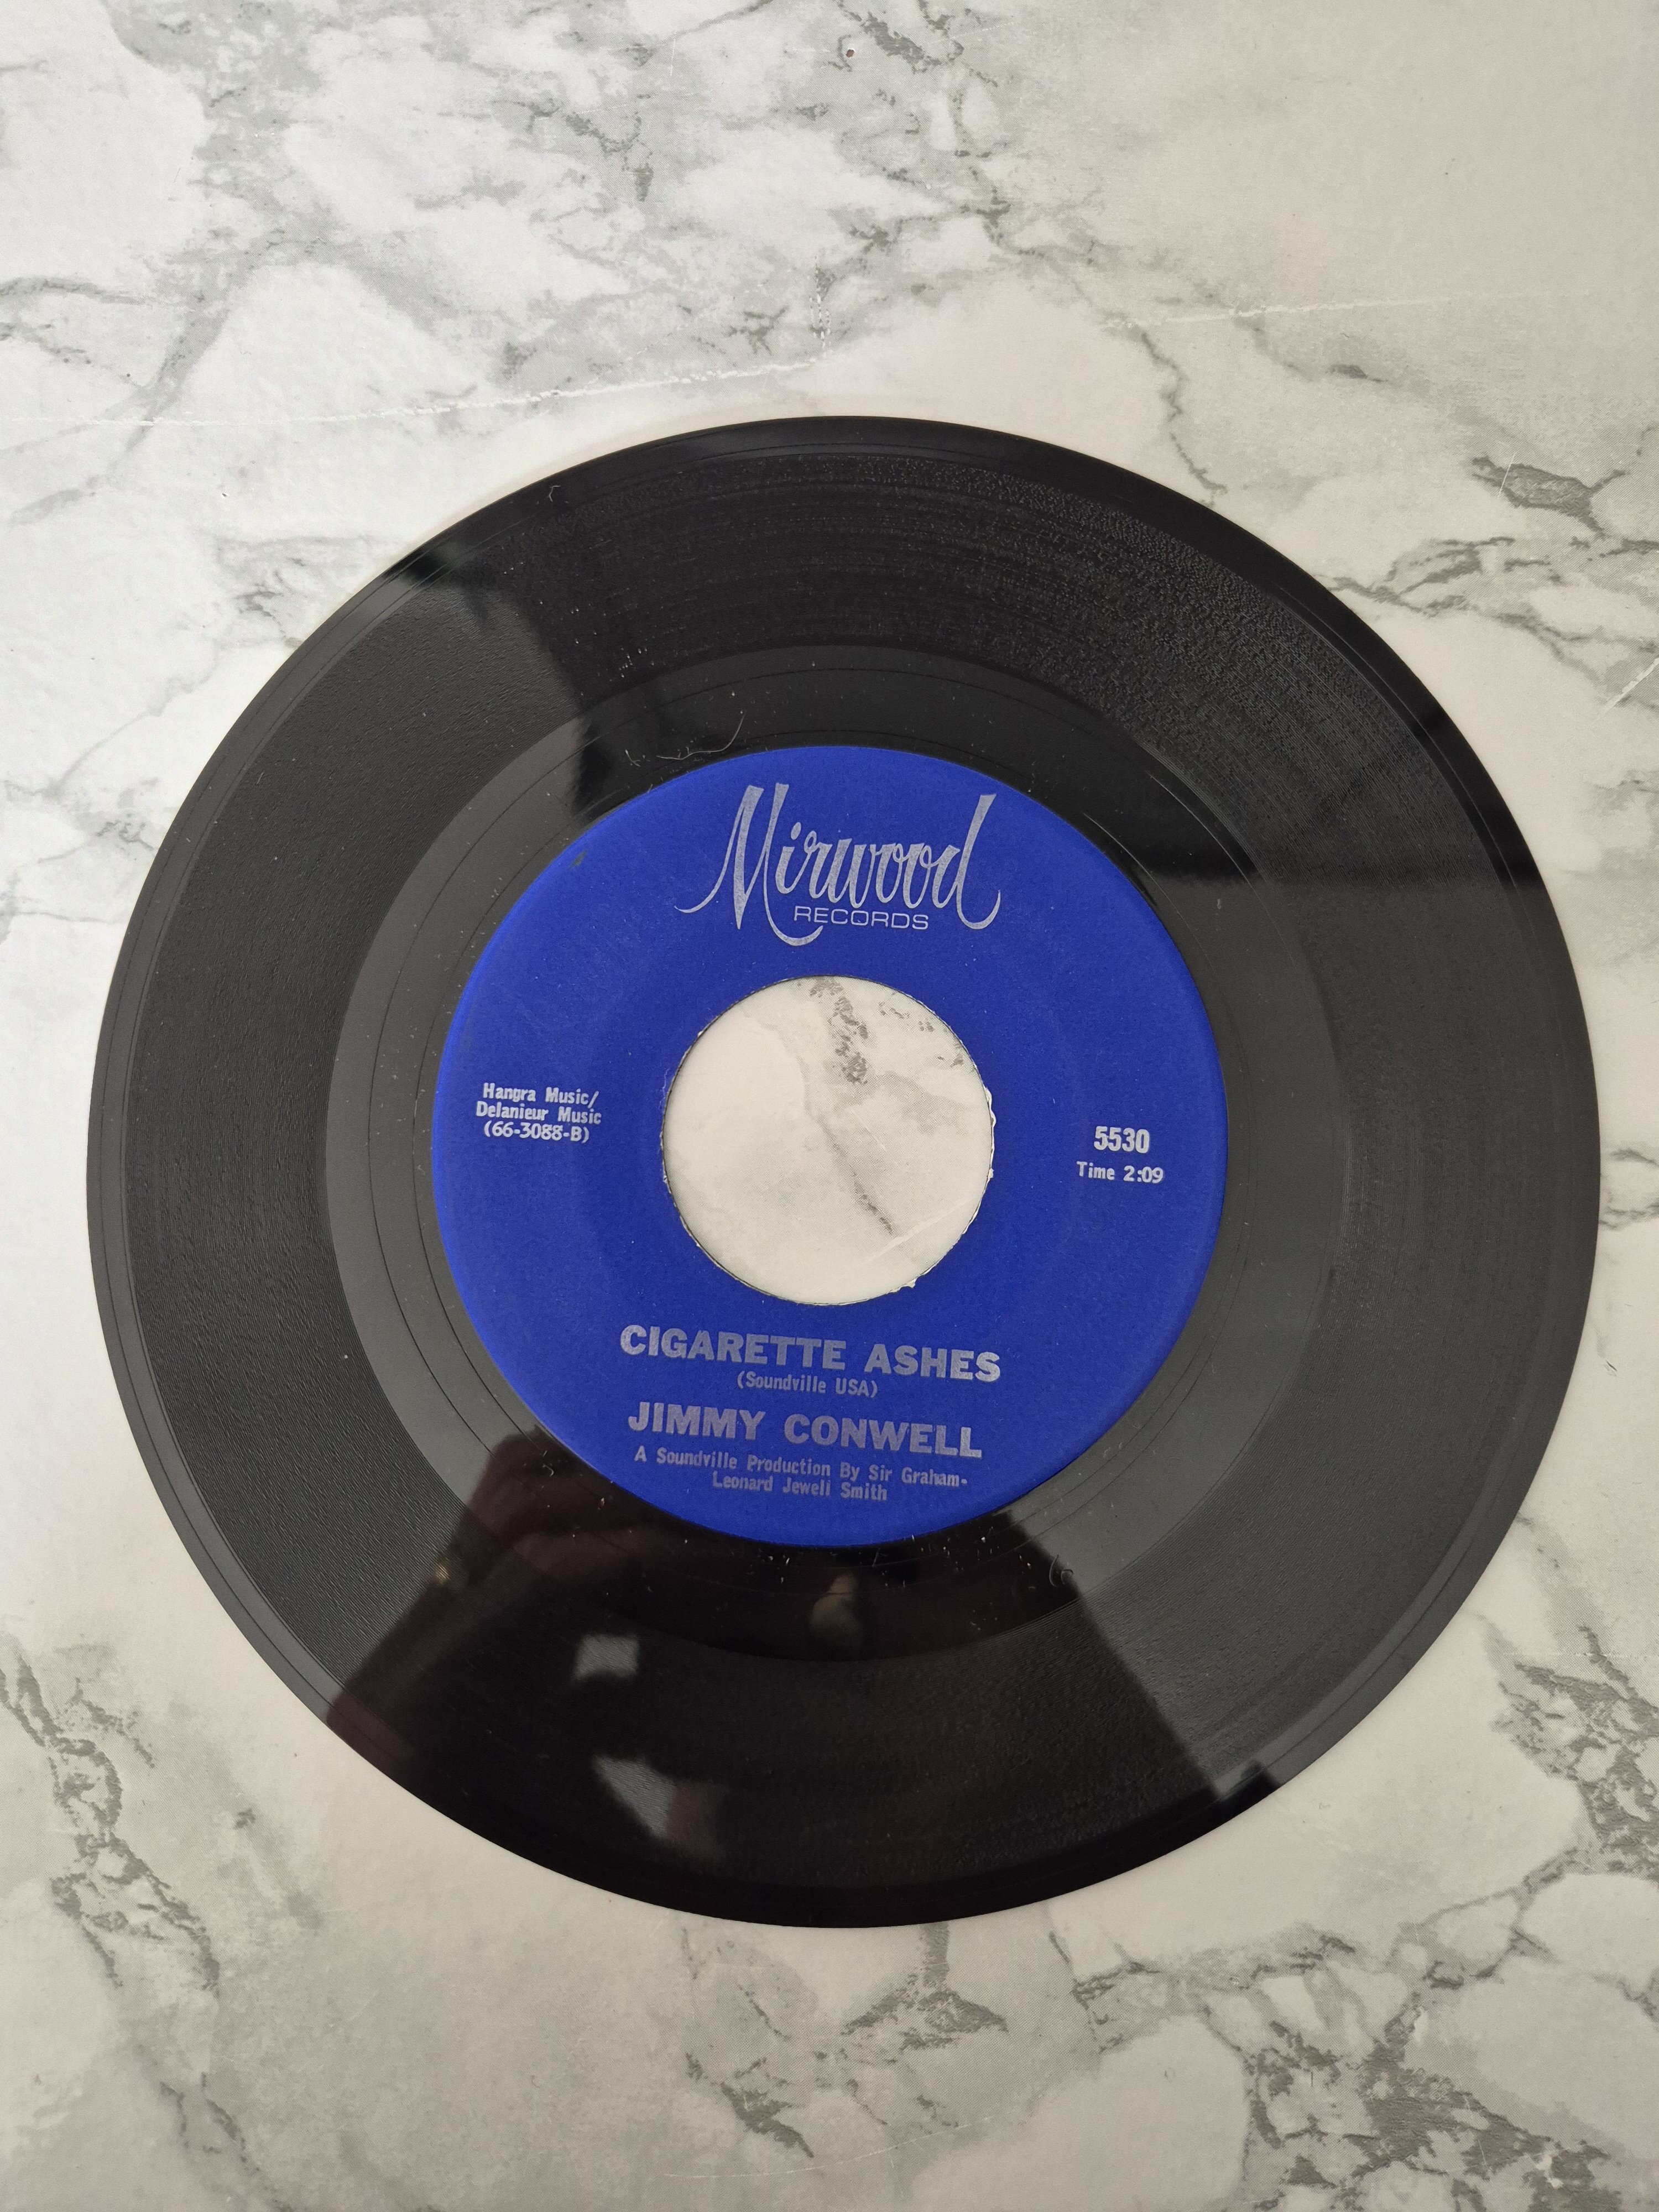 Mirwood
RECORDS
Hangra Music/
Delanieur Music
(66-3088-B)
5530
Time 2:09
CIGARETTE ASHES
(Soundville USA)
JIMMY CONWELL
A Soundville Production By Sir Graham-
Leonard Jewell Smith